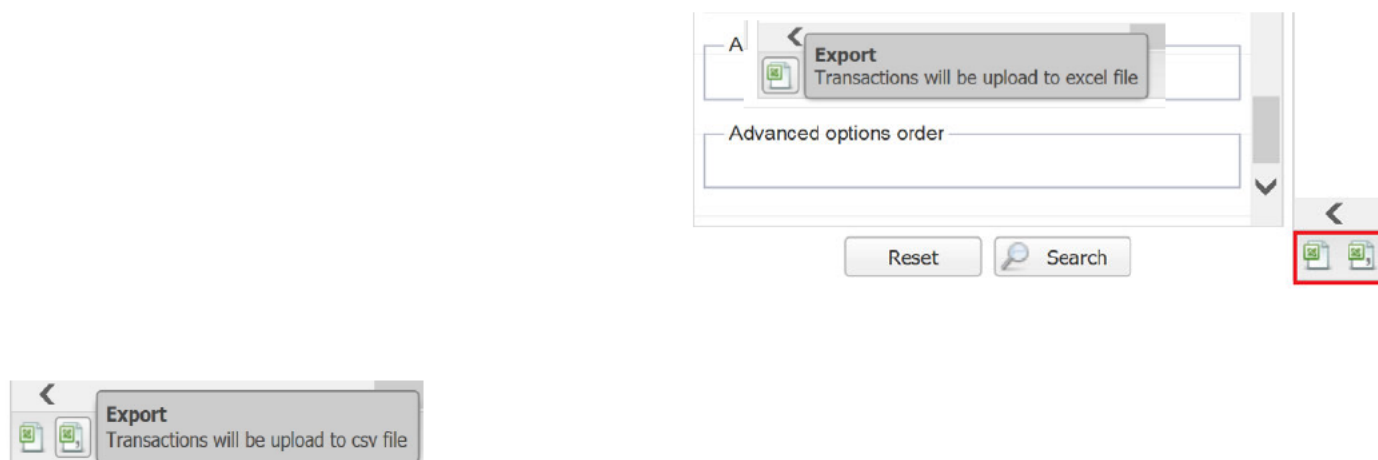 A
Export
Transactions will be upload to excel file
Advanced options order
Reset
Search
Export
Transactions will be upload to csv file